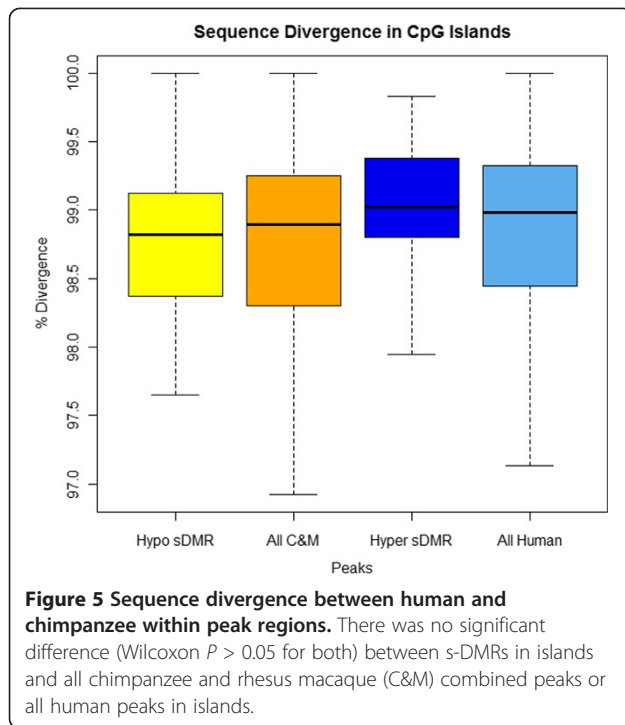 Sequence Divergence in CpG Islands
100.0
99.5
99.0
98.5
98.0
97.5
97.0
% Divergence
Hypo sDMR
All C&M
Hyper sDMR
All Human
Peaks
Figure 5 Sequence divergence between human and
chimpanzee within peak regions. There was no significant
difference (Wilcoxon P > 0.05 for both) between s-DMRs in islands
and all chimpanzee and rhesus macaque (C&M) combined peaks or
all human peaks in islands.